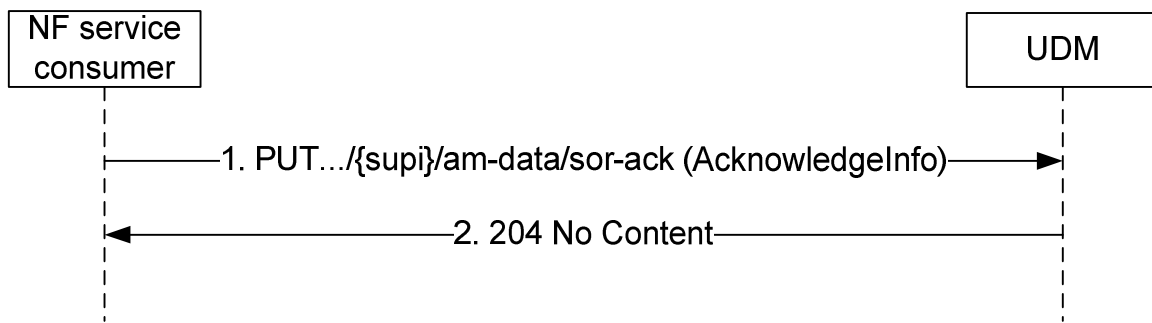 NF service
consumer
UDM
1. PUT.../{supi}/am-data/sor-ack (AcknowledgeInfo)
2. 204 No Content